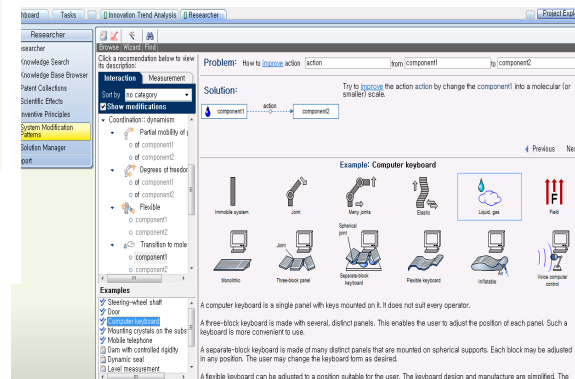 hboard Tasks Innovation Trend Analysis Researcher Project Expl
Researcher
esearcher
Knowledge Search
Knowledge Base Browser
Patent Collections
Scientific Effects
nventive Principles
System Modification
Patterns
Solution Manager
eport
Browse Wizard Find
Click a recomendation to view
its description:
Interaction Measurement
Sort by no category
Show modifications
Coordination:: dynamism
Partial mobility of p
of component1
of component2
Degrees of freedor
of component1
of component2
Flexible
component1
component2
Transition to mole
component1
component2
Examples
Steering-wheel shaft
Door
Computer keyboard
Mounting crystals on the subs
Mobile telephone
Dam with controlled rigidity
Dynamic seal
Level measurement
Problem: How to improve action action from component1 to component2
Solution:
Try to improve the action action by change the component1 into a molecular (or
smaller) scale.
component1 action component2
Previous Nex
Example: Computer keyboard
Immobile system Joint Many joints Elastic Liquid, gas Field
F
Joint
Spherical
joint
Air
Monolithic Three-block panel Separate-block
keyboard Flexible keyboard Inflatable Voice computer
control
A computer keyboard is a single panel with keys mounted on it. It does not suit every operator.
A three-block keyboard is made with several, distinct panels. This enables the user to adjust the position of each panel. Such a
keyboard is more convenient to use.
A separate-block keyboard is made of many distinct panels that are mounted on spherical supports. Each block may be adjusted
in any position. The user may change the keyboard form as desired.
A flexible keyboard can be adjusted to a position suitable for the user. The keyboard design and manufacture are simplified. The